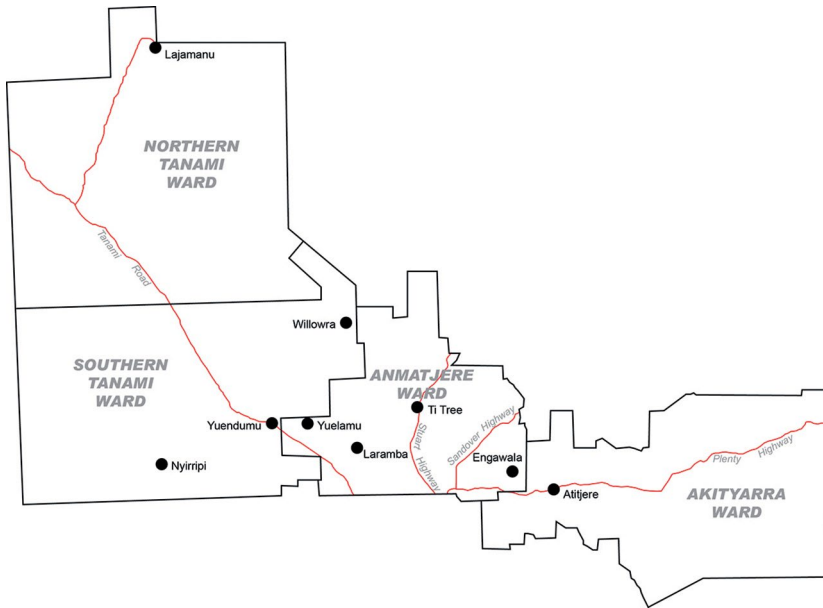 Lajamanu
NORTHERN
TANAMI
WARD
Tanami Road
Willowra
SOUTHERN
TANAMI
WARD
ANMATJERE
WARD
Ti Tree
Yuendumu
Yuelamu
Stuart Highway
Sandover Highway
Laramba
Engawala
Nyirripi
Plenty Highway
Atitjere
AKITYARRA
WARD